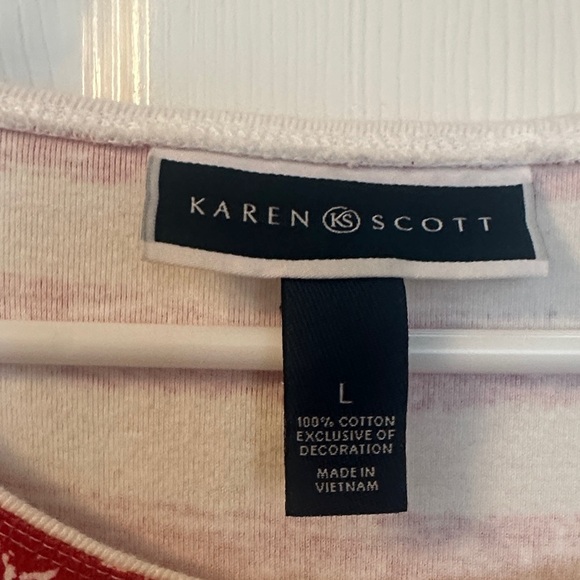 KAREN KS SCOTT
L
100% COTTON
EXCLUSIVE OF
DECORATION
MADE IN
VIETNAM